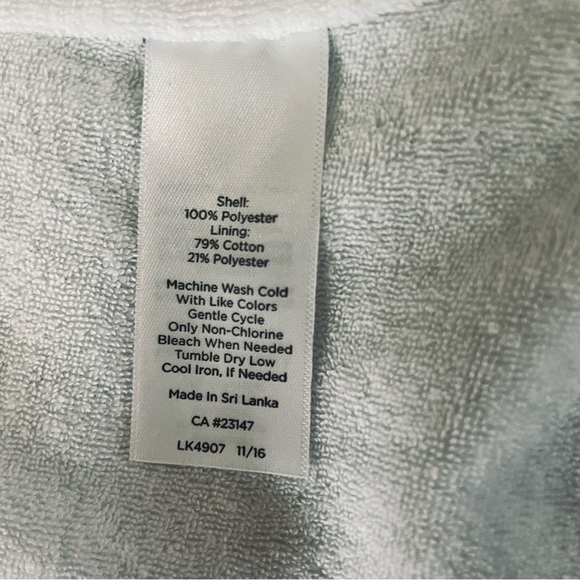 Shell:
100% Polyester
Lining:
79% Cotton
21% Polyester
Machine Wash Cold
With Like Colors
Gentle Cycle
Only Non-Chlorine
Bleach When Needed
Tumble Dry Low
Cool Iron, If Needed
Made In Sri Lanka
CA #23147
LK4907 11/16